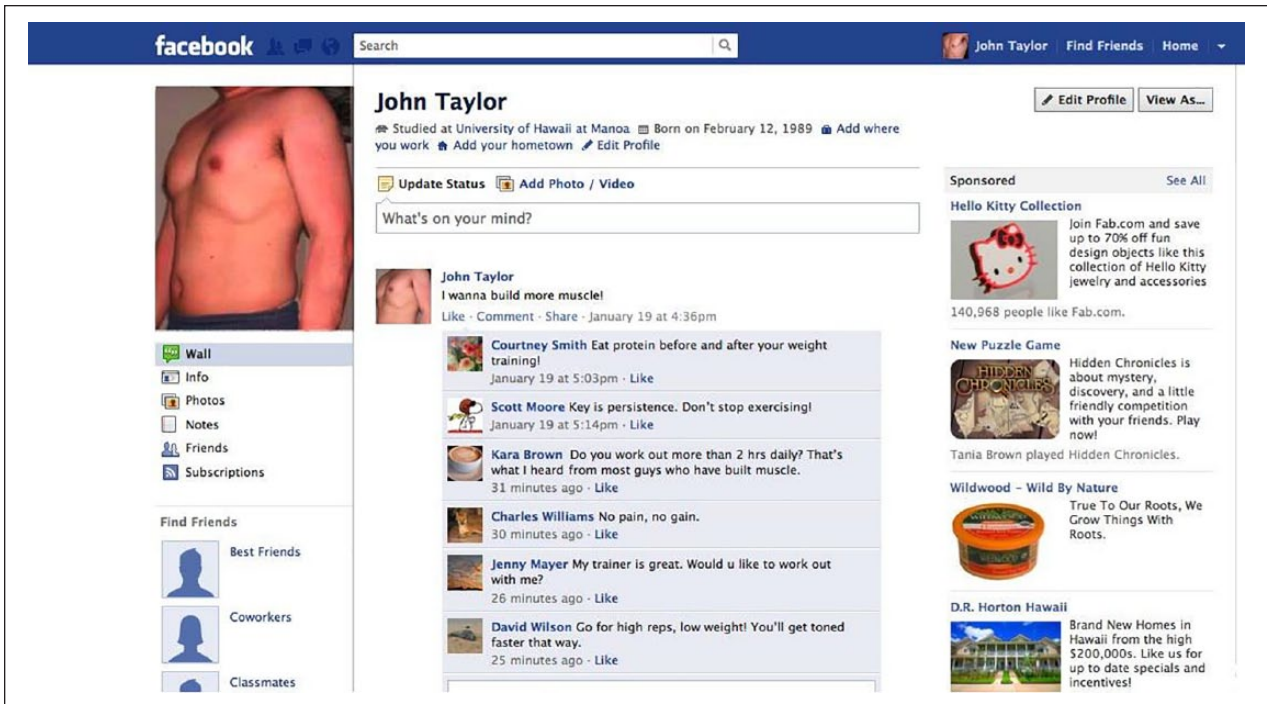 facebook
Search
John Taylor
Find Friends
Home
John Taylor
Edit Profile
View As...
Studied at University of Hawaii at Manoa Born on February 12, 1989 Add where
you work Add your hometown Edit Profile
Update Status Add Photo / Video
What's on your mind?
John Taylor
I wanna build more muscle!
Like · Comment · Share · January 19 at 4:36pm
Courtney Smith Eat protein before and after your weight
training!
January 19 at 5:03pm · Like
Scott Moore Key is persistence. Don't stop exercising!
January 19 at 5:14pm · Like
Kara Brown Do you work out more than 2 hrs daily? That's
what I heard from most guys who have built muscle.
31 minutes ago · Like
Charles Williams No pain, no gain.
30 minutes ago · Like
Jenny Mayer My trainer is great. Would u like to work out
with me?
26 minutes ago · Like
David Wilson Go for high reps, low weight! You'll get toned
faster that way.
25 minutes ago · Like
Wall
Info
Photos
Notes
Friends
Subscriptions
Find Friends
Best Friends
Coworkers
Classmates
Sponsored
See All
Hello Kitty Collection
Join Fab.com and save
up to 70% off fun
design objects like this
collection of Hello Kitty
jewelry and accessories
140,968 people like Fab.com.
New Puzzle Game
HIDDEN
CHRONICLES
Hidden Chronicles is
about mystery,
discovery, and a little
friendly competition
with your friends. Play
now!
Tania Brown played Hidden Chronicles.
Wildwood – Wild By Nature
True To Our Roots, We
Grow Things With
Roots.
D.R. Horton Hawaii
Brand New Homes in
Hawaii from the high
$200,000s. Like us for
up to date specials and
incentives!